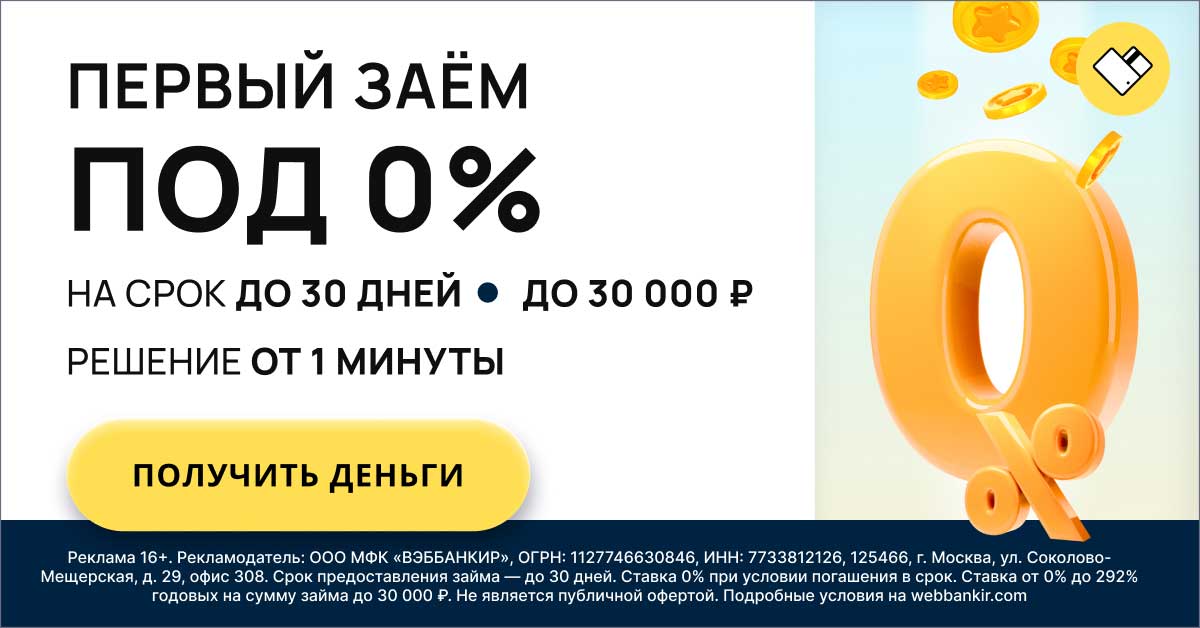 ПЕРВЫЙ ЗАЁМ
ПОД 0%
НА СРОК ДО 30 ДНЕЙ • ДО 30 000 ₽
РЕШЕНИЕ ОТ 1 МИНУТЫ
ПОЛУЧИТЬ ДЕНЬГИ
0%
Реклама 16+. Рекламодатель: ООО МФК «ВЭББАНКИР», ОГРН: 1127746630846, ИНН: 7733812126, 125466, г. Москва, ул. Соколово-
Мещерская, д. 29, офис 308. Срок предоставления займа — до 30 дней. Ставка 0% при условии погашения в срок. Ставка от 0% до 292%
годовых на сумму займа до 30 000 ₽. Не является публичной офертой. Подробные условия на webbankir.com